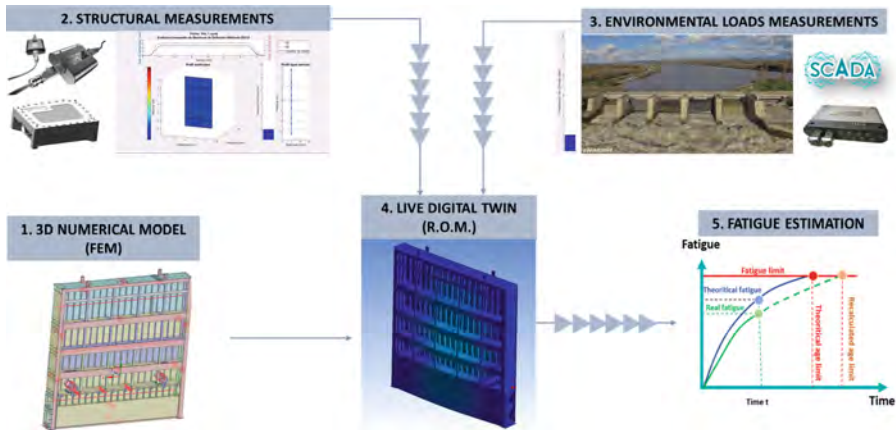 2. STRUCTURAL MEASUREMENTS
3. ENVIRONMENTAL LOADS MEASUREMENTS
SCADA
1. 3D NUMERICAL MODEL
(FEM)
4. LIVE DIGITAL TWIN
(R.O.M.)
5. FATIGUE ESTIMATION
Fatigue
Fatigue limit
Theoritical fatigue
Real fatigue
Theoritical age limit
Recalculated age limit
Time t
Time